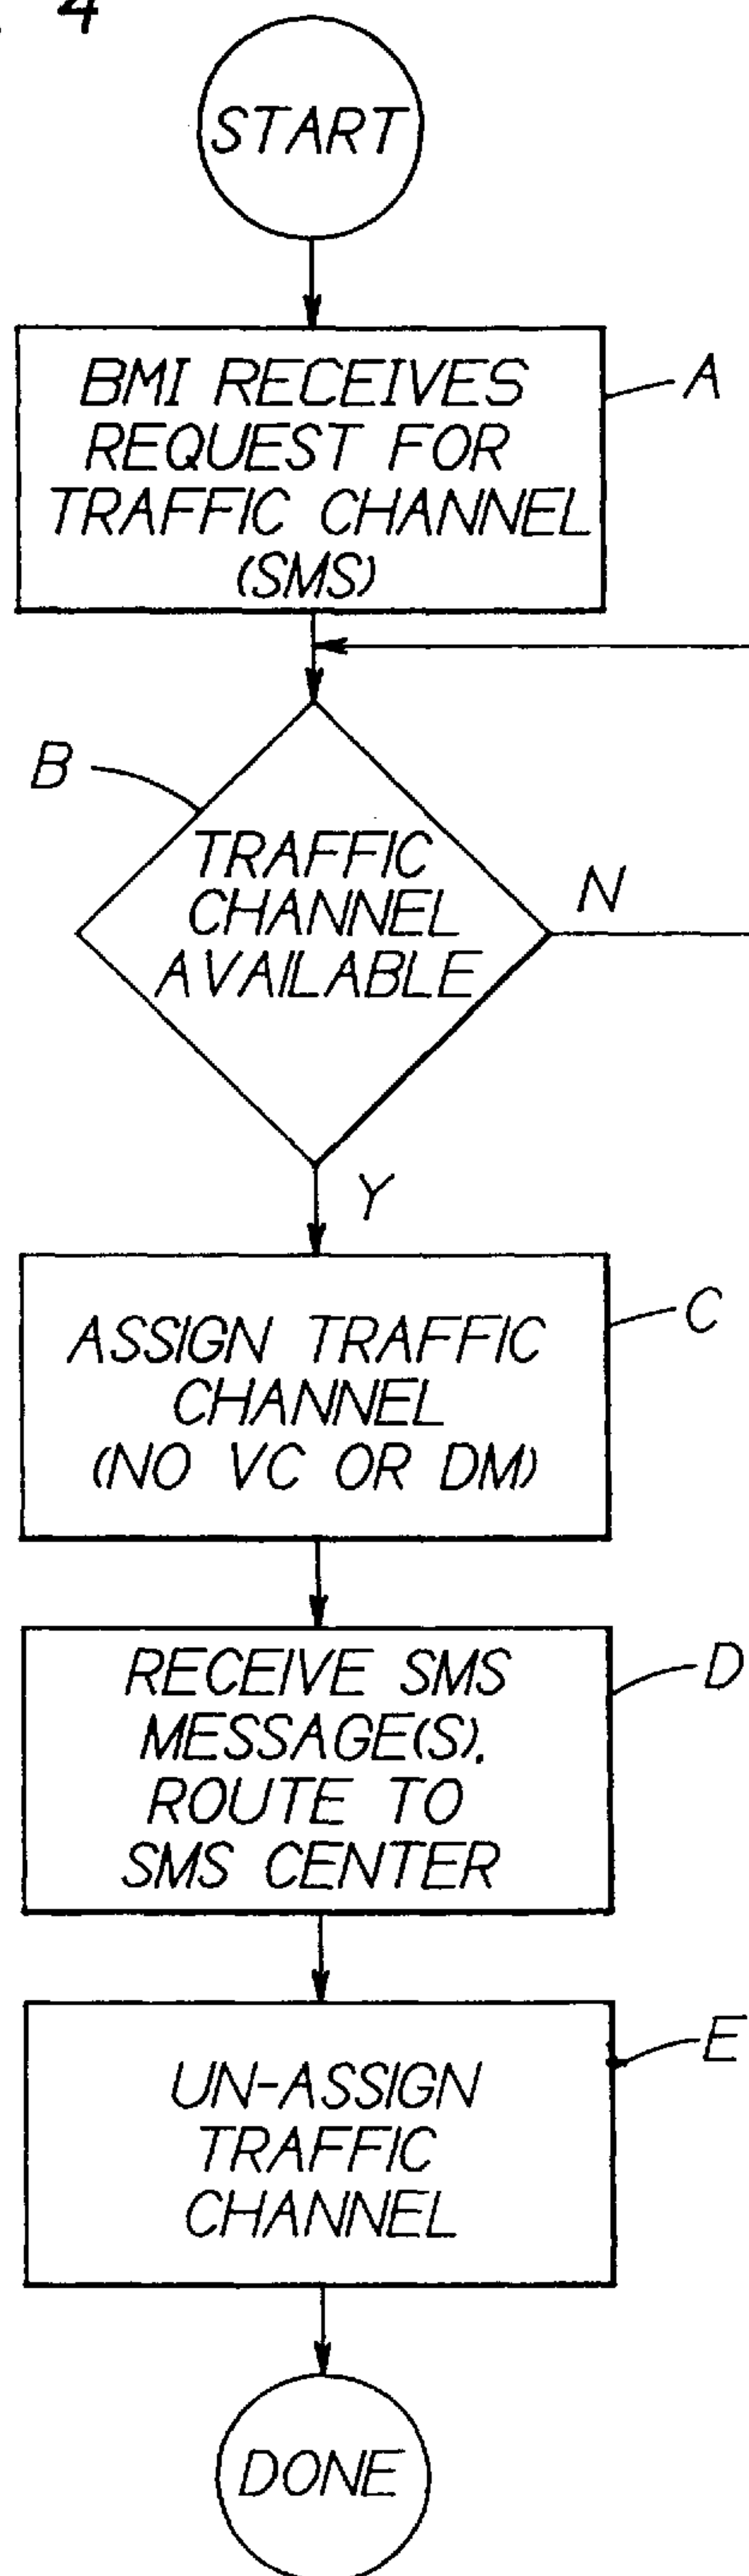 4
START
BMI RECEIVES
REQUEST FOR
TRAFFIC CHANNEL
(SMS)
A
B
TRAFFIC
CHANNEL
AVAILABLE
N
Y
ASSIGN TRAFFIC
CHANNEL
(NO VC OR DM)
C
RECEIVE SMS
MESSAGE(S),
ROUTE TO
SMS CENTER
D
UN-ASSIGN
TRAFFIC
CHANNEL
E
DONE